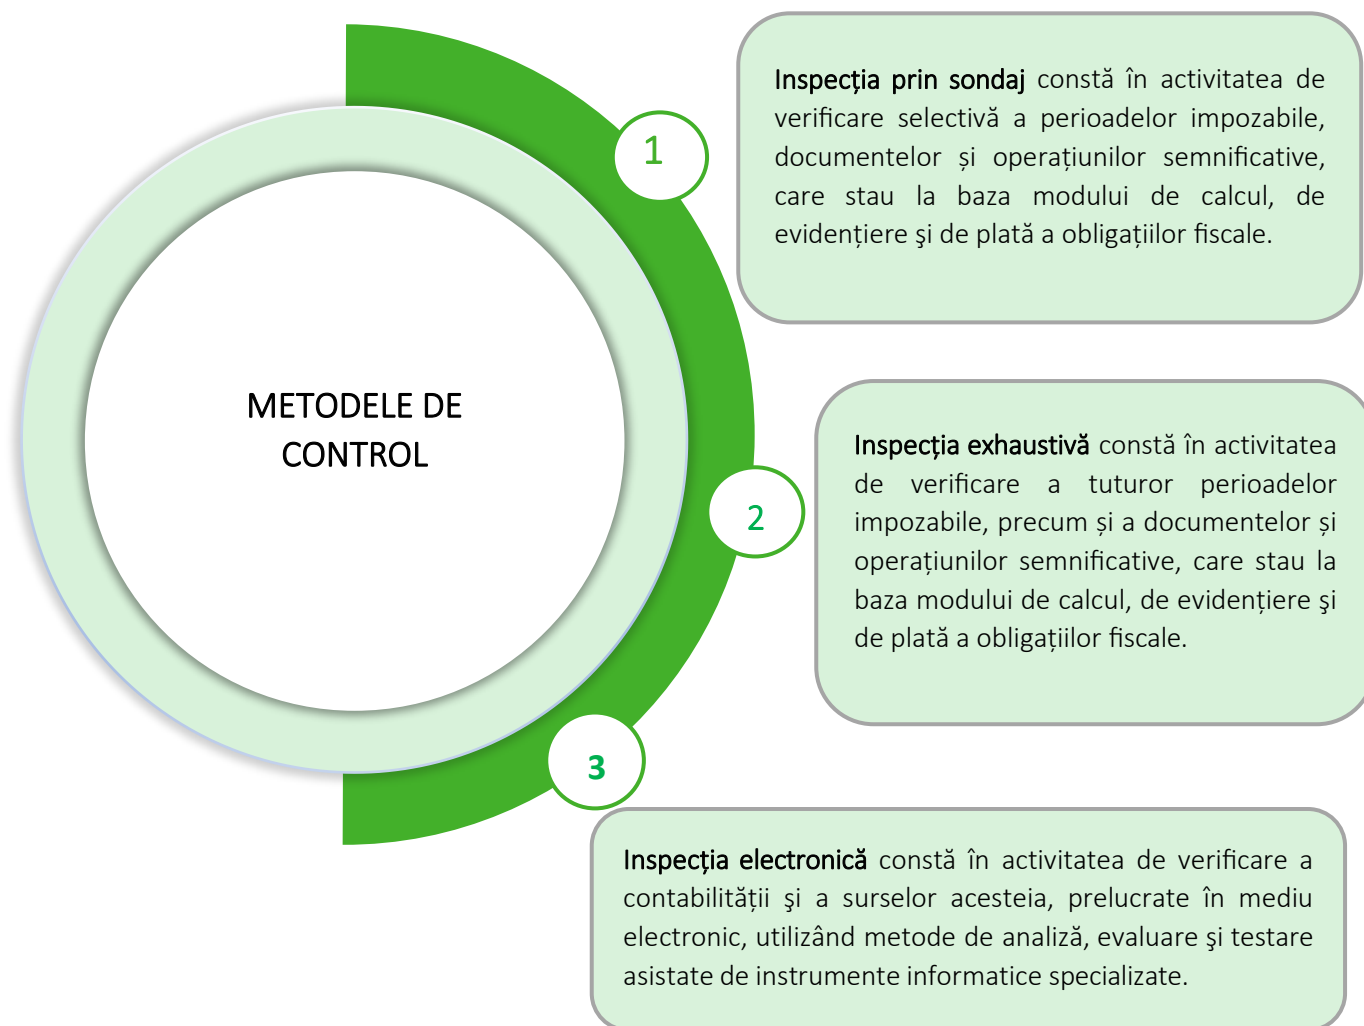 METODELE DE
CONTROL
1
Inspecția prin sondaj constă în activitatea de
verificare selectivă a perioadelor impozabile,
documentelor și operațiunilor semnificative,
care stau la baza modului de calcul, de
evidențiere şi de plată a obligațiilor fiscale.
2
Inspecția exhaustivă constă în activitatea
de verificare a tuturor perioadelor
impozabile, precum și a documentelor și
operațiunilor semnificative, care stau la
baza modului de calcul, de evidențiere şi
de plată a obligațiilor fiscale.
3
Inspecția electronică constă în activitatea de verificare a
contabilității şi a surselor acesteia, prelucrate în mediu
electronic, utilizând metode de analiză, evaluare şi testare
asistate de instrumente informatice specializate.